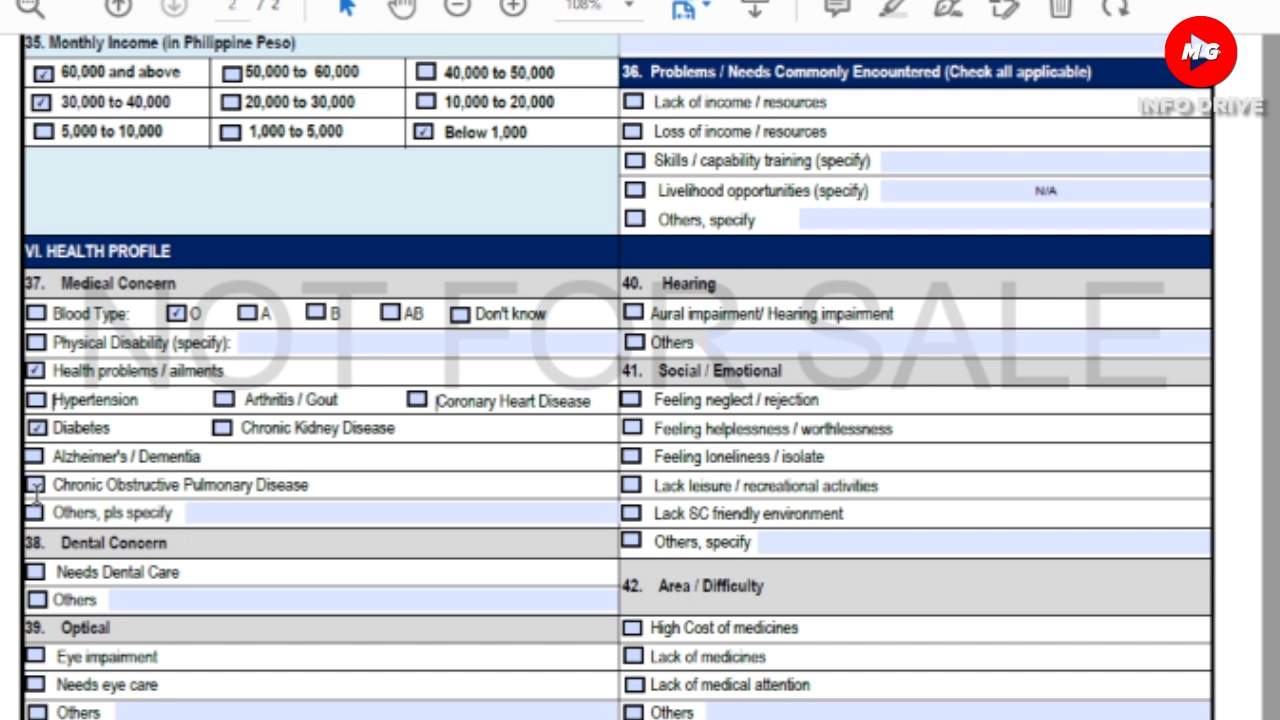 2 / 2
108%
MG
INFO DRIVE
35. Monthly Income (in Philippine Peso)
60,000 and above 50,000 to 60,000 40,000 to 50,000
30,000 to 40,000 20,000 to 30,000 10,000 to 20,000
5,000 to 10,000 1,000 to 5,000 Below 1,000
36. Problems / Needs Commonly Encountered (Check all applicable)
Lack of income / resources
Loss of income / resources
Skills / capability training (specify)
Livelihood opportunities (specify) N/A
Others, specify
VI. HEALTH PROFILE
37. Medical Concern
Blood Type: O A B AB Don't know
Physical Disability (specify):
Health problems / ailments
Hypertension Arthritis / Gout Coronary Heart Disease
Diabetes Chronic Kidney Disease
Alzheimer's / Dementia
Chronic Obstructive Pulmonary Disease
Others, pls specify
38. Dental Concern
Needs Dental Care
Others
39. Optical
Eye impairment
Needs eye care
Others
40. Hearing
Aural impairment/ Hearing impairment
Others
41. Social / Emotional
Feeling neglect / rejection
Feeling helplessness / worthlessness
Feeling loneliness / isolate
Lack leisure / recreational activities
Lack SC friendly environment
Others, specify
42. Area / Difficulty
High Cost of medicines
Lack of medicines
Lack of medical attention
Others
NOT FOR SALE